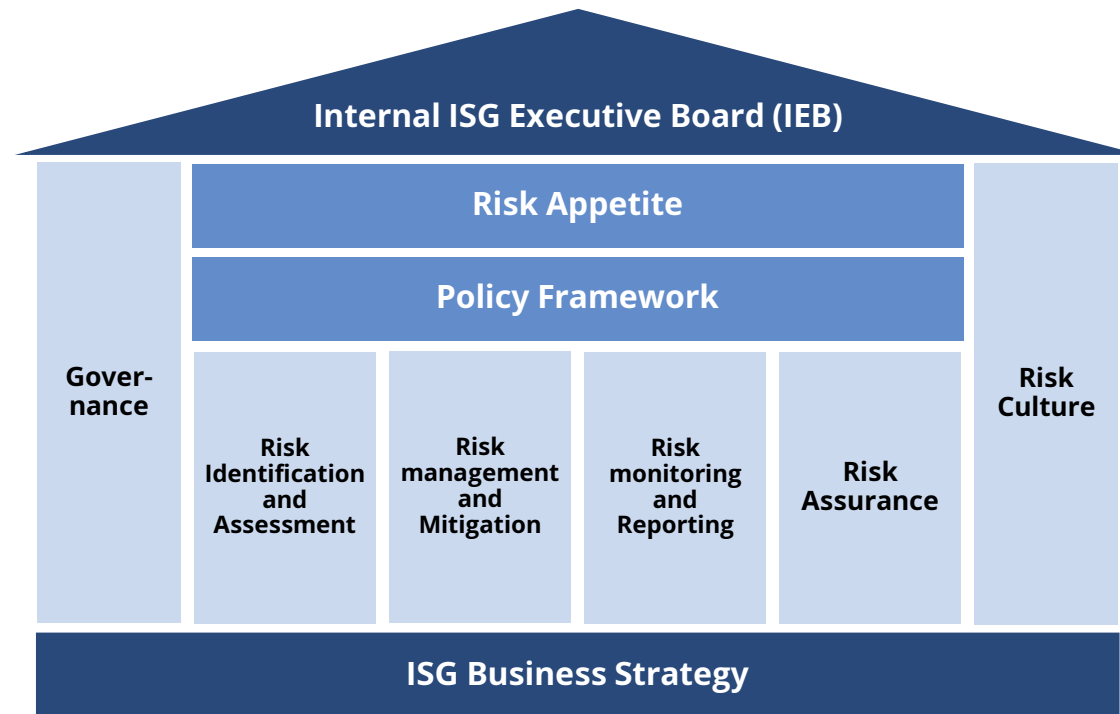 Internal ISG Executive Board (IEB)
Risk Appetite
Policy Framework
Gover-
nance
Risk
Identification
and
Assessment
Risk
management
and
Mitigation
Risk
monitoring
and
Reporting
Risk
Assurance
Risk
Culture
ISG Business Strategy